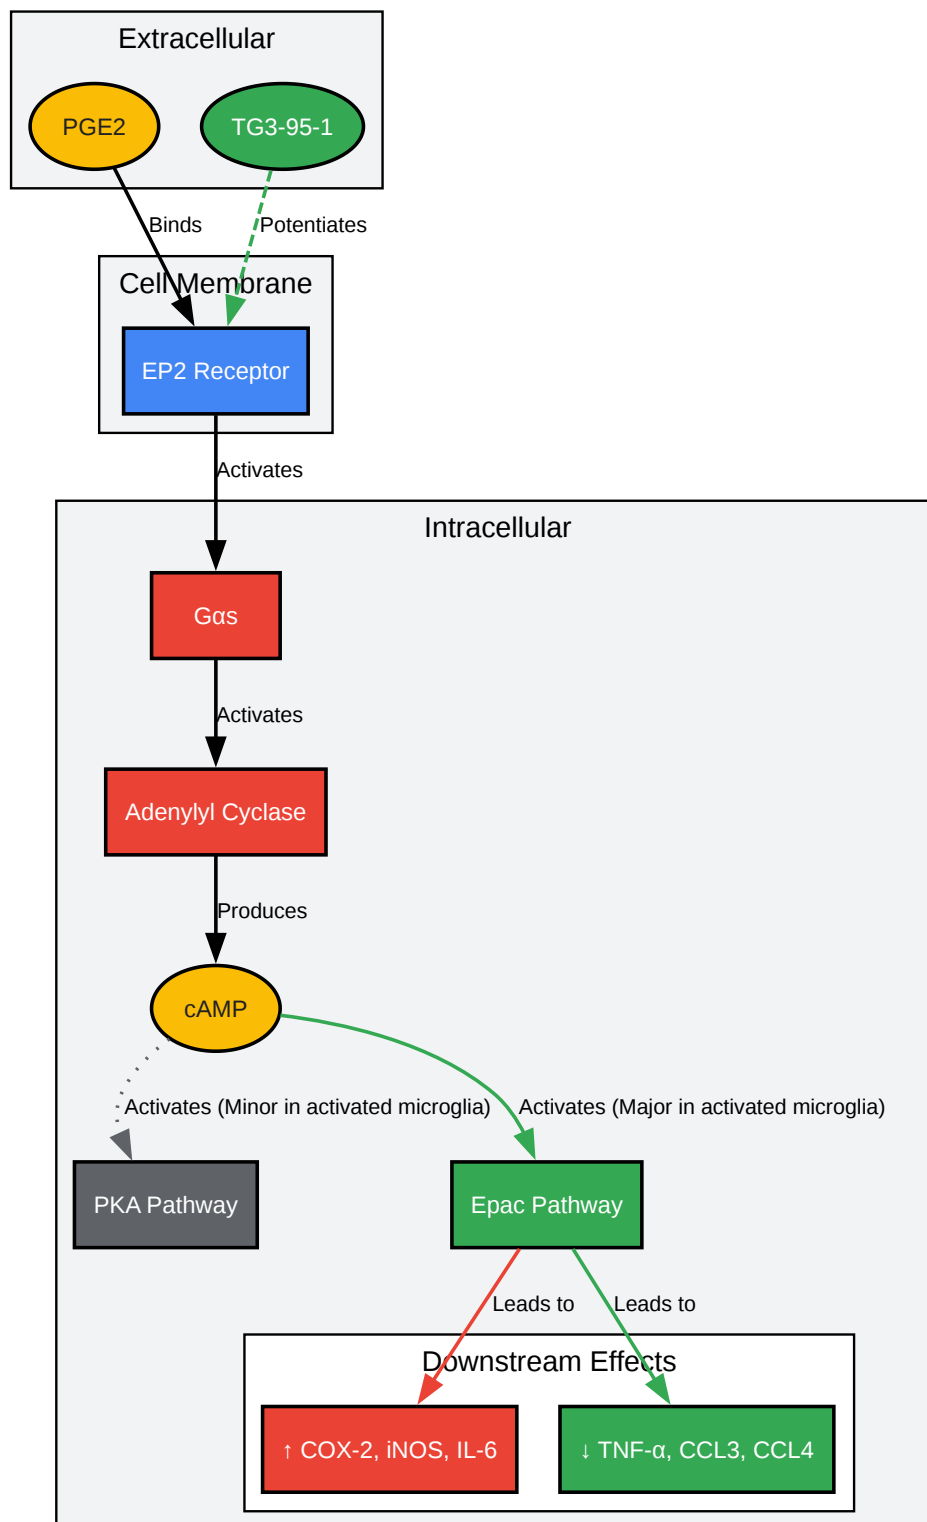 Extracellular
PGE2
TG3-95-1
Binds
Potentiates
Cell Membrane
EP2 Receptor
Activates
Intracellular
Gαs
Activates
Adenylyl Cyclase
Produces
cAMP
Activates (Minor in activated microglia)
Activates (Major in activated microglia)
PKA Pathway
Epac Pathway
Leads to
Leads to
Downstream Effects
↑ COX-2, iNOS, IL-6
↓ TNF-α, CCL3, CCL4